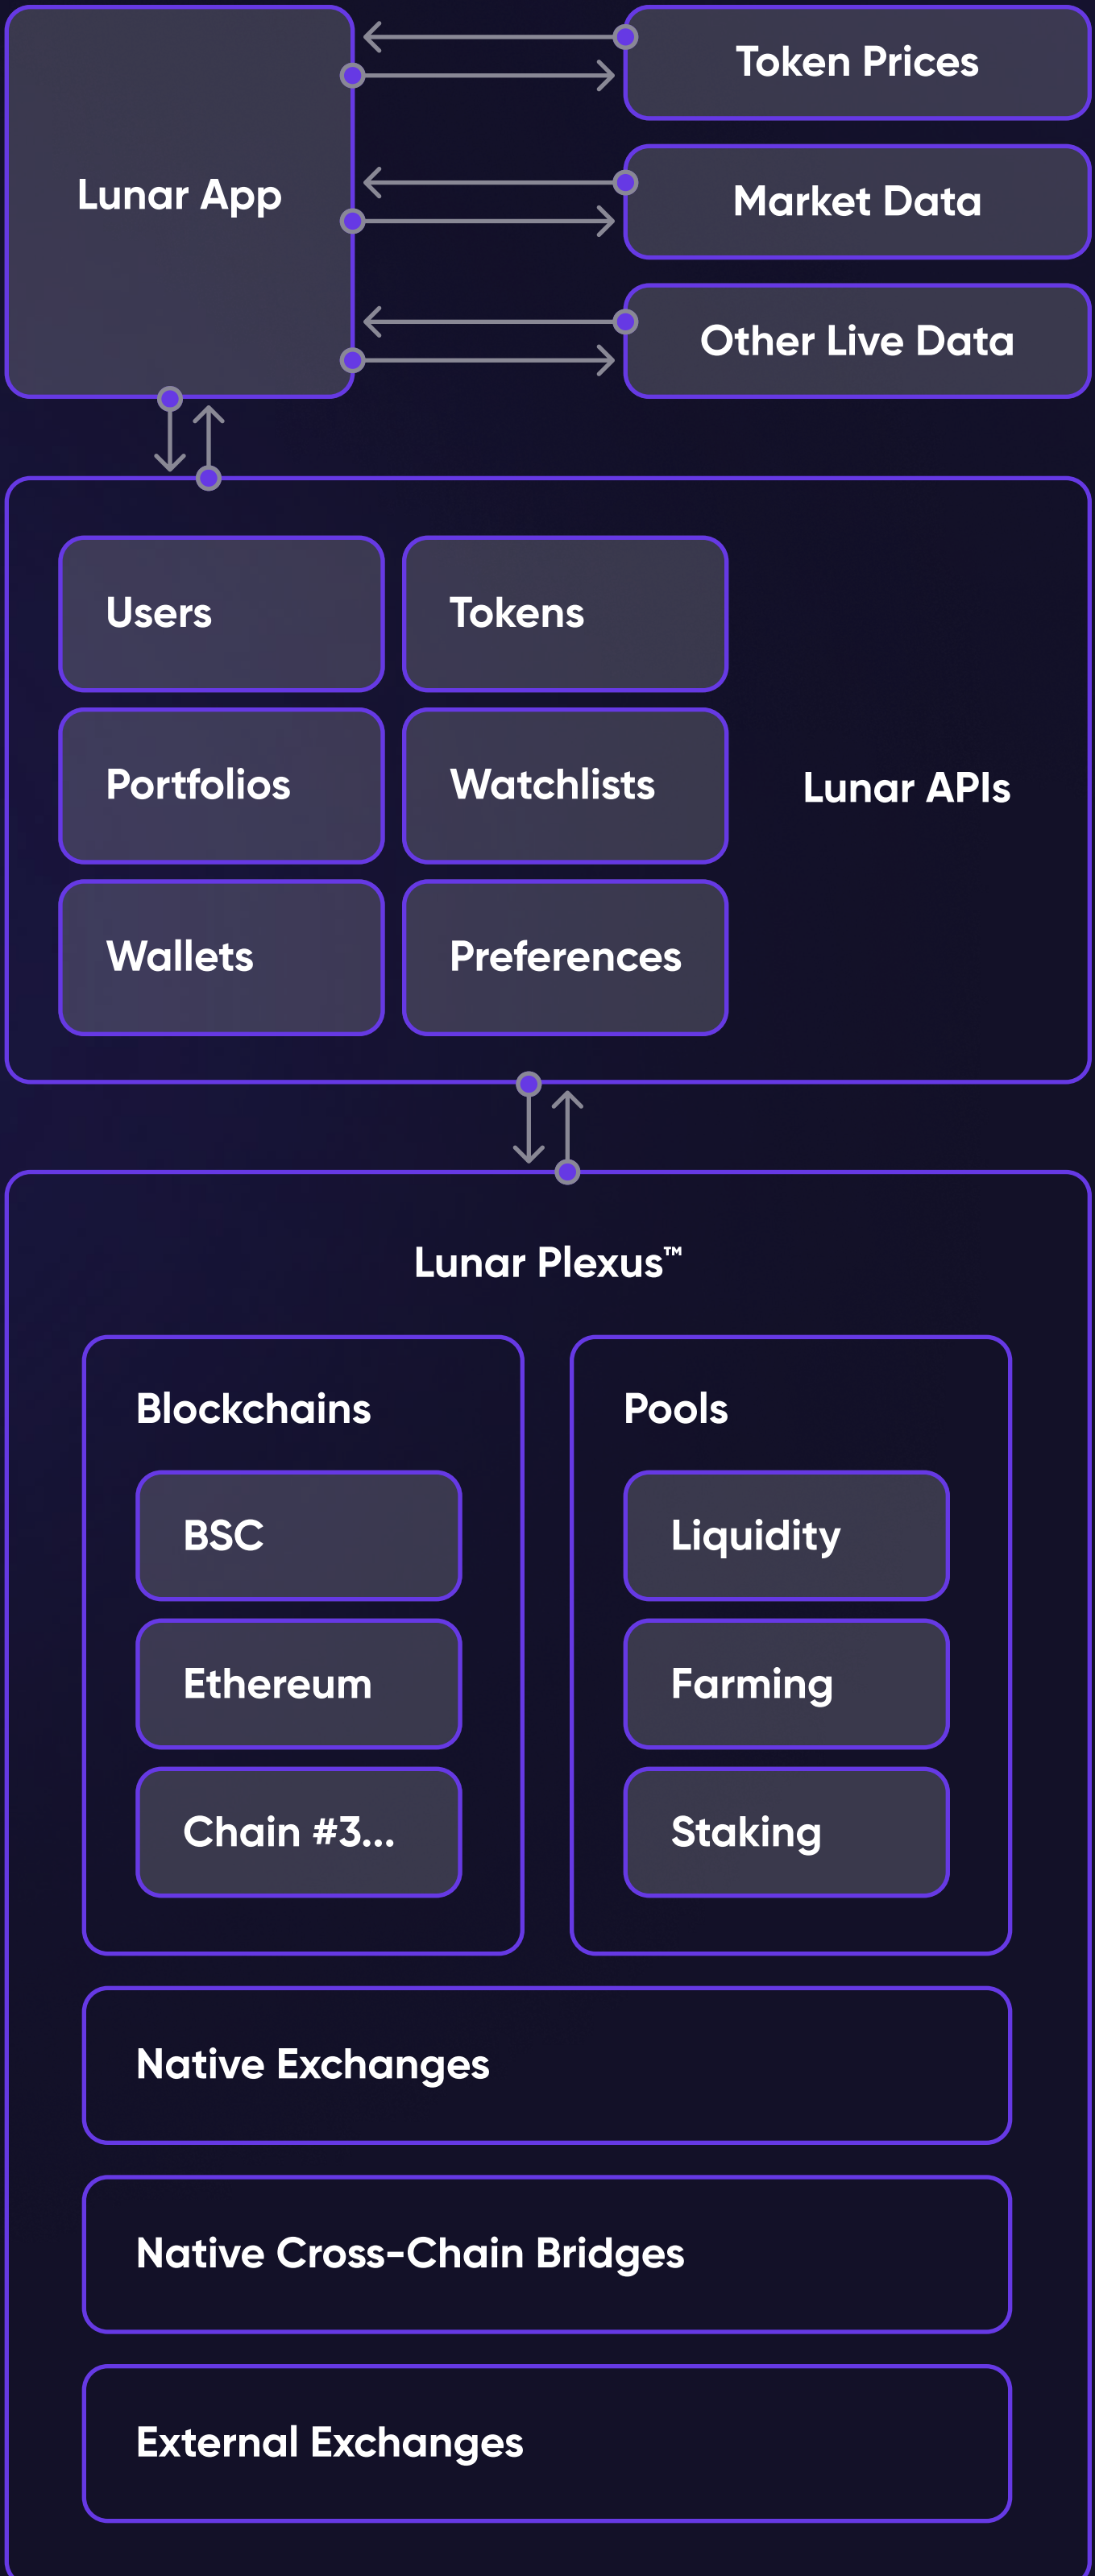 Lunar App
Token Prices
Market Data
Other Live Data
Users
Tokens
Portfolios
Watchlists
Wallets
Preferences
Lunar APIs
Lunar Plexus™
Blockchains
BSC
Ethereum
Chain #3...
Pools
Liquidity
Farming
Staking
Native Exchanges
Native Cross-Chain Bridges
External Exchanges